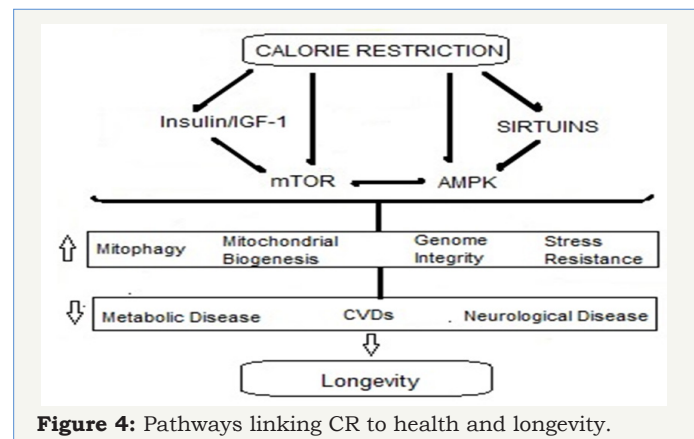 CALORIE RESTRICTION
Insulin/IGF-1
SIRTUINS
mTOR
AMPK
Mitophagy Mitochondrial Biogenesis Genome Integrity Stress Resistance
Metabolic Disease CVDs Neurological Disease
Longevity
Figure 4: Pathways linking CR to health and longevity.